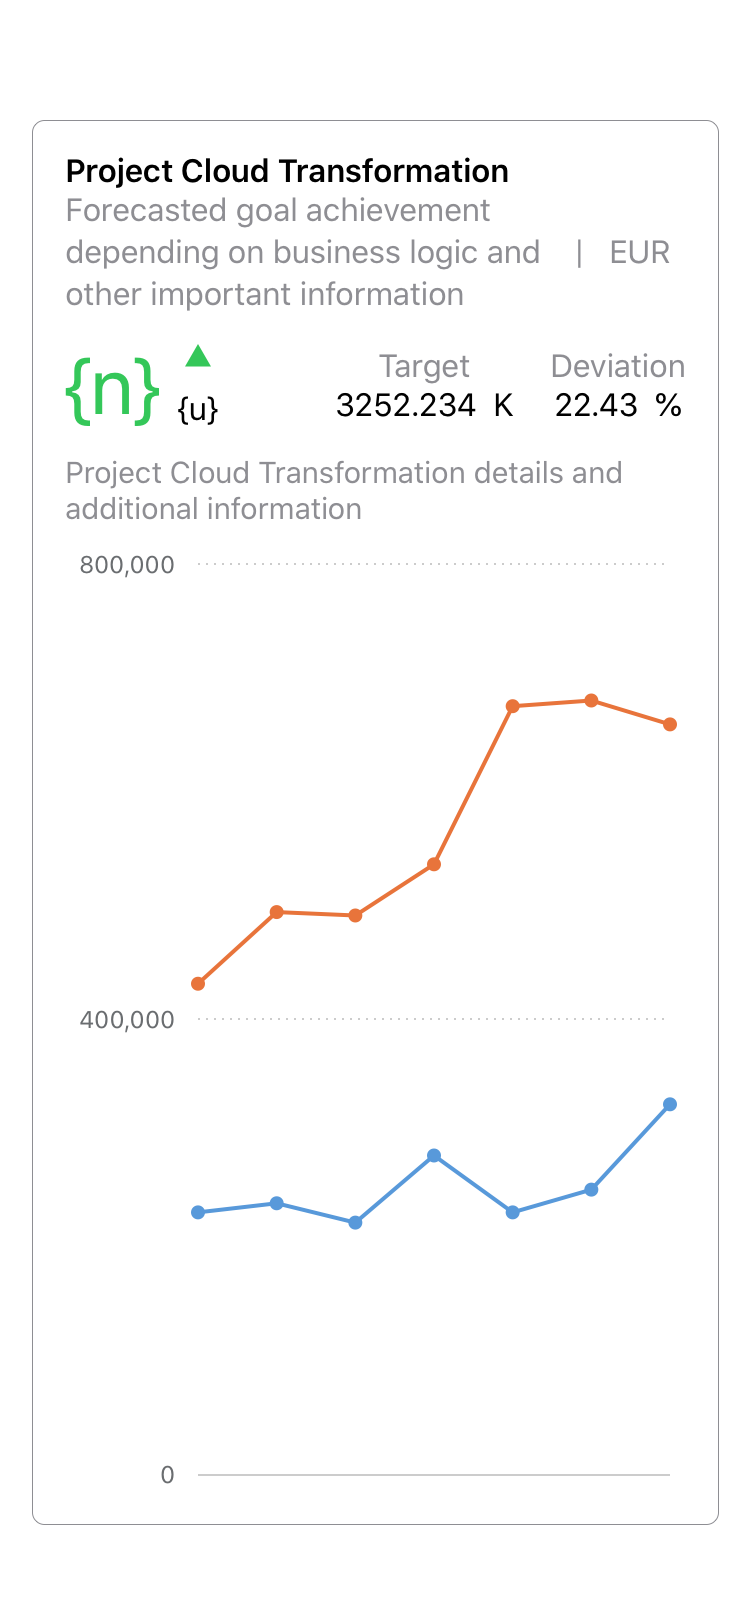 Project Cloud Transformation
Forecasted goal achievement
depending on business logic and | EUR
other important information
{n} ▲ {u}
Target Deviation
3252.234 K 22.43 %
Project Cloud Transformation details and
additional information
800,000
400,000
0